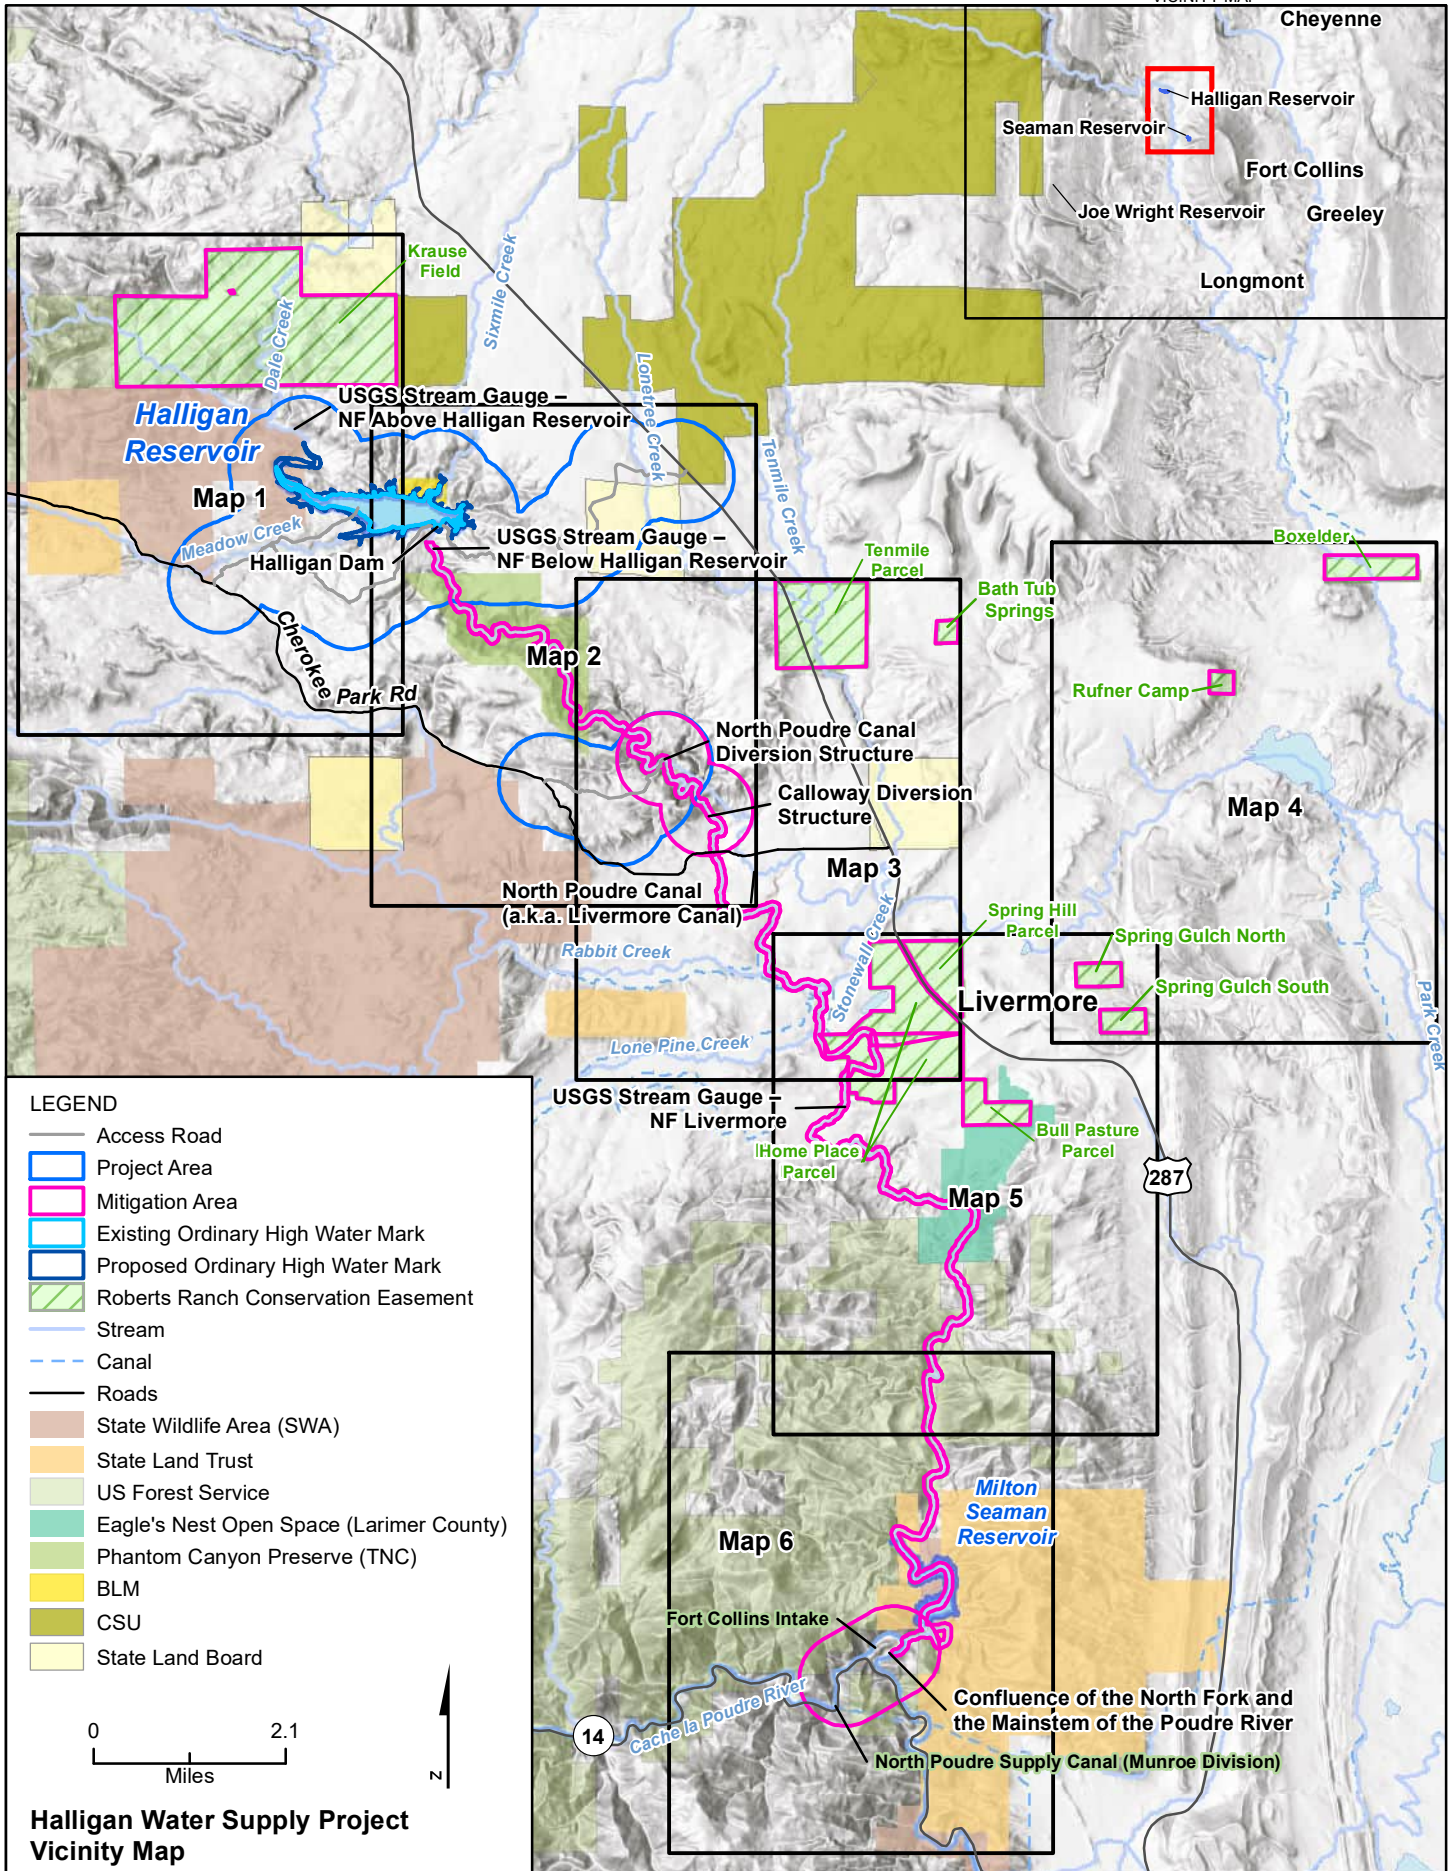 VICINITY MAP
Cheyenne
Halligan Reservoir
Seaman Reservoir
Fort Collins
Joe Wright Reservoir
Greeley
Longmont
Krause
Field
Dale Creek
Sixmile Creek
Lonetree Creek
Tenmile Creek
USGS Stream Gauge –
NF Above Halligan Reservoir
Halligan
Reservoir
Map 1
Meadow Creek
Halligan Dam
USGS Stream Gauge –
NF Below Halligan Reservoir
Cherokee Park Rd
Map 2
Tenmile
Parcel
Bath Tub
Springs
Boxelder
Rufner Camp
Map 4
North Poudre Canal
Diversion Structure
Calloway Diversion
Structure
Map 3
North Poudre Canal
(a.k.a. Livermore Canal)
Rabbit Creek
Stonewall Creek
Spring Hill
Parcel
Spring Gulch North
Spring Gulch South
Livermore
Park Creek
Lone Pine Creek
USGS Stream Gauge –
NF Livermore
Home Place
Parcel
Bull Pasture
Parcel
287
Map 5
Milton
Seaman
Reservoir
Map 6
Fort Collins Intake
Confluence of the North Fork and
the Mainstem of the Poudre River
Cache la Poudre River
14
North Poudre Supply Canal (Munroe Division)
LEGEND
Access Road
Project Area
Mitigation Area
Existing Ordinary High Water Mark
Proposed Ordinary High Water Mark
Roberts Ranch Conservation Easement
Stream
Canal
Roads
State Wildlife Area (SWA)
State Land Trust
US Forest Service
Eagle's Nest Open Space (Larimer County)
Phantom Canyon Preserve (TNC)
BLM
CSU
State Land Board
0 2.1
Miles
N
Halligan Water Supply Project
Vicinity Map